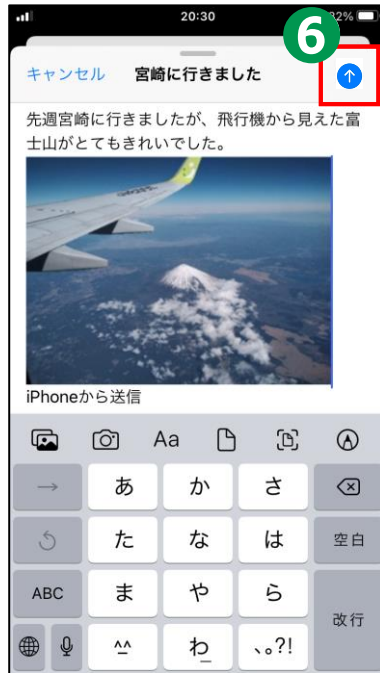 20:30
82%
6
キャンセル 宮崎に行きました
先週宮崎に行きましたが、飛行機から見えた富
士山がとてもきれいでした。
iPhoneから送信
Aa
→ あ か さ
た な は 空白
ABC ま や ら
改行
^^ わ_ 、。?!